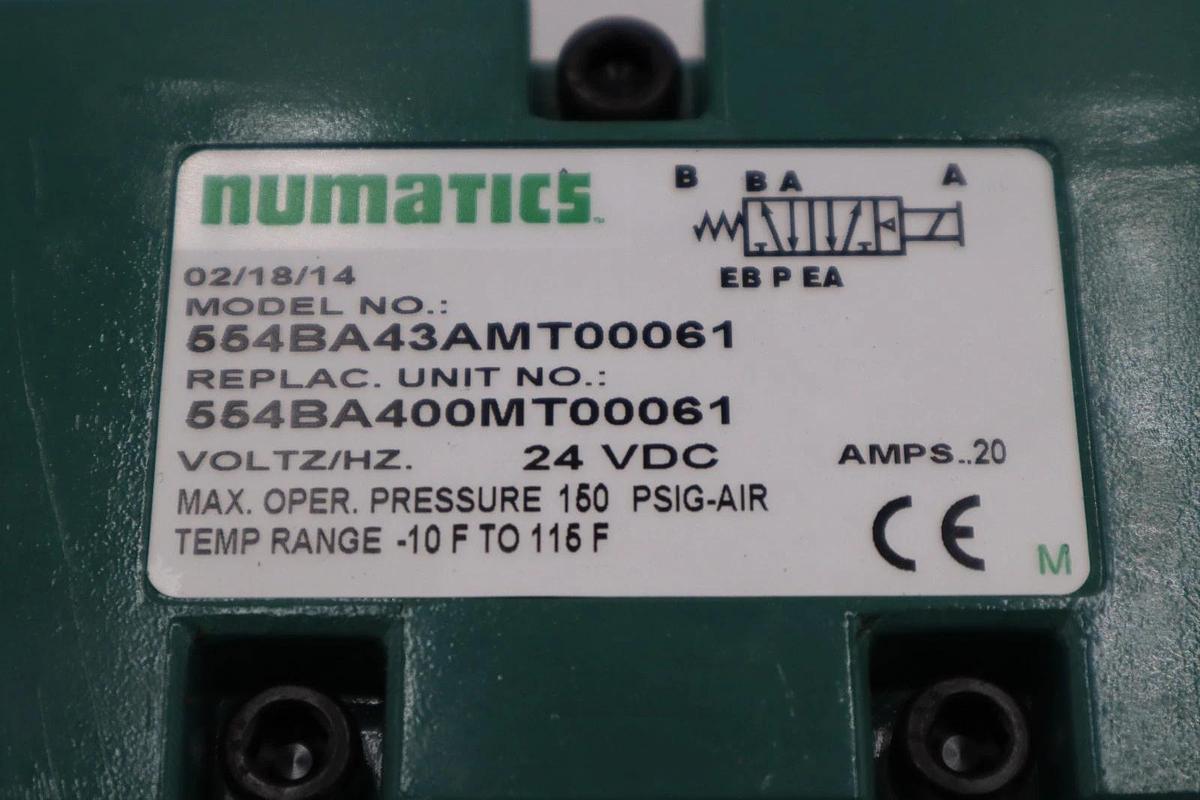 numatics™
B B A A
EB P EA
02/18/14
MODEL NO.:
554BA43AMT00061
REPLAC. UNIT NO.:
554BA400MT00061
VOLTZ/HZ. 24 VDC AMPS..20
MAX. OPER. PRESSURE 150 PSIG-AIR
TEMP RANGE -10 F TO 115 F
CE
M